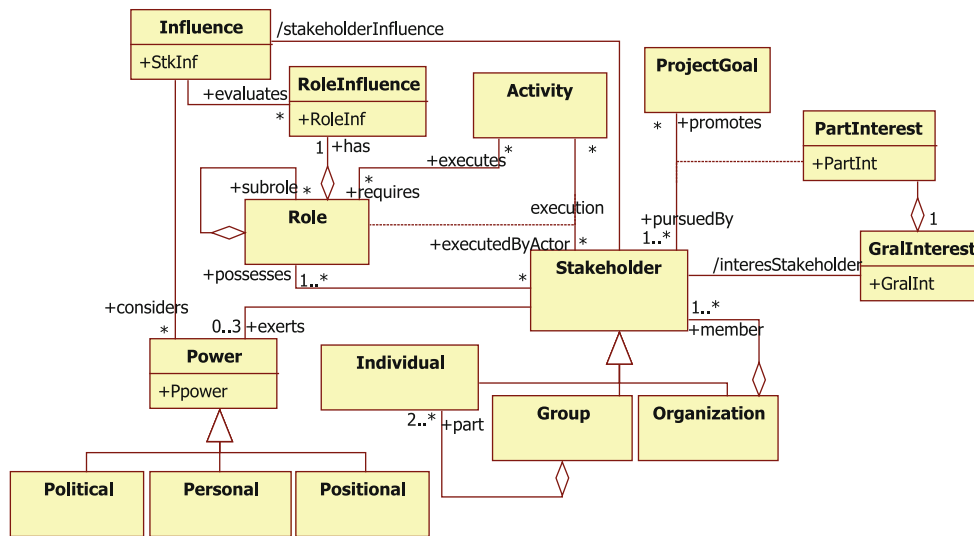 Influence
+StkInf
/stakeholderInfluence
ProjectGoal
+evaluates
*
RoleInfluence
+RoleInf
Activity
* +promotes
PartInterest
+PartInt
1 +has
+executes *
*
+subrole *
*
+requires
Role
execution
+pursuedBy
1..*
1
GralInterest
+GralInt
+executedByActor *
+possesses
1..*
*
Stakeholder
/interesStakeholder
+considers
*
0..3 +exerts
1..*
+member
Power
+Ppower
Individual
2..* +part
Group
Organization
Political
Personal
Positional